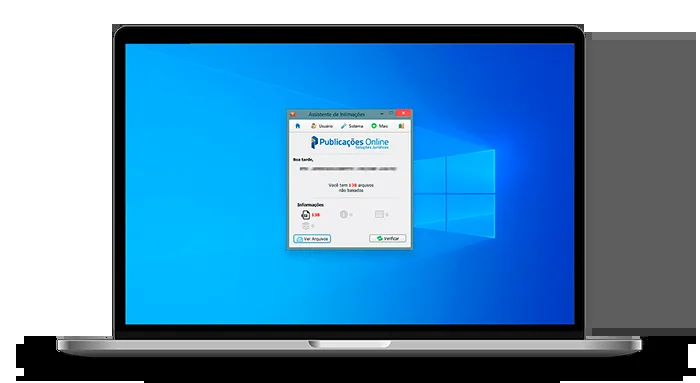 Assistente de Intimações
Usuário Sistema Mais
Publicações Online
Soluções Jurídicas
Boa tarde,
Você tem 138 arquivos
não baixados
Informações
138 0 0
0
Ver Arquivos Verificar